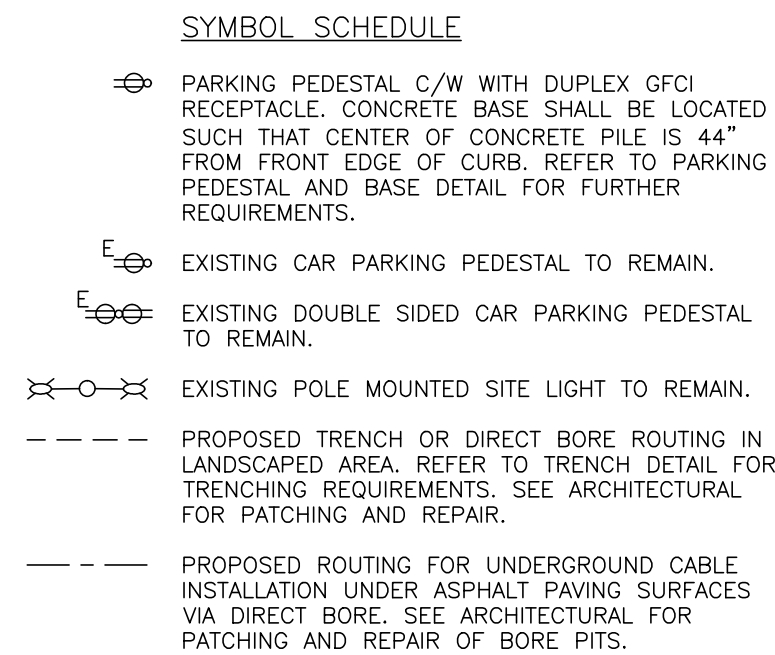 SYMBOL SCHEDULE
PARKING PEDESTAL C/W WITH DUPLEX GFCI
RECEPTACLE. CONCRETE BASE SHALL BE LOCATED
SUCH THAT CENTER OF CONCRETE PILE IS 44”
FROM FRONT EDGE OF CURB. REFER TO PARKING
PEDESTAL AND BASE DETAIL FOR FURTHER
REQUIREMENTS.
E
EXISTING CAR PARKING PEDESTAL TO REMAIN.
E
EXISTING DOUBLE SIDED CAR PARKING PEDESTAL
TO REMAIN.
EXISTING POLE MOUNTED SITE LIGHT TO REMAIN.
PROPOSED TRENCH OR DIRECT BORE ROUTING IN
LANDSCAPED AREA. REFER TO TRENCH DETAIL FOR
TRENCHING REQUIREMENTS. SEE ARCHITECTURAL
FOR PATCHING AND REPAIR.
PROPOSED ROUTING FOR UNDERGROUND CABLE
INSTALLATION UNDER ASPHALT PAVING SURFACES
VIA DIRECT BORE. SEE ARCHITECTURAL FOR
PATCHING AND REPAIR OF BORE PITS.